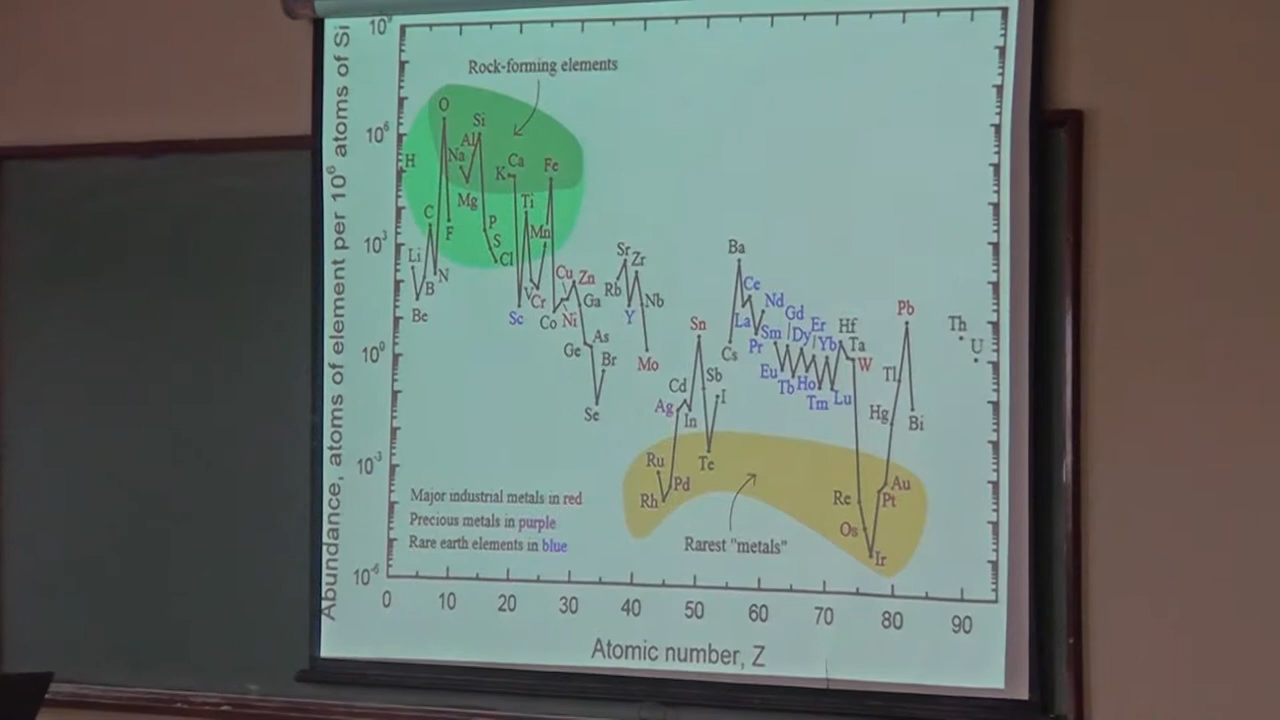 Abundance, atoms of element per 10⁶ atoms of Si
10⁹
10⁶
10³
10⁰
10⁻³
10⁻⁶
Rock-forming elements
H
Li
Be
B
C
N
O
F
Na
Mg
Al
Si
P
S
Cl
K
Ca
Sc
Ti
V
Cr
Mn
Fe
Co
Ni
Cu
Zn
Ga
Ge
As
Se
Br
Rb
Sr
Y
Zr
Nb
Mo
Ru
Rh
Pd
Ag
Cd
In
Sn
Sb
Te
I
Cs
Ba
La
Ce
Pr
Nd
Sm
Eu
Gd
Tb
Dy
Ho
Er
Tm
Yb
Lu
Hf
Ta
W
Re
Os
Ir
Pt
Au
Hg
Tl
Pb
Bi
Th
U
Major industrial metals in red
Precious metals in purple
Rare earth elements in blue
Rarest "metals"
0 10 20 30 40 50 60 70 80 90
Atomic number, Z